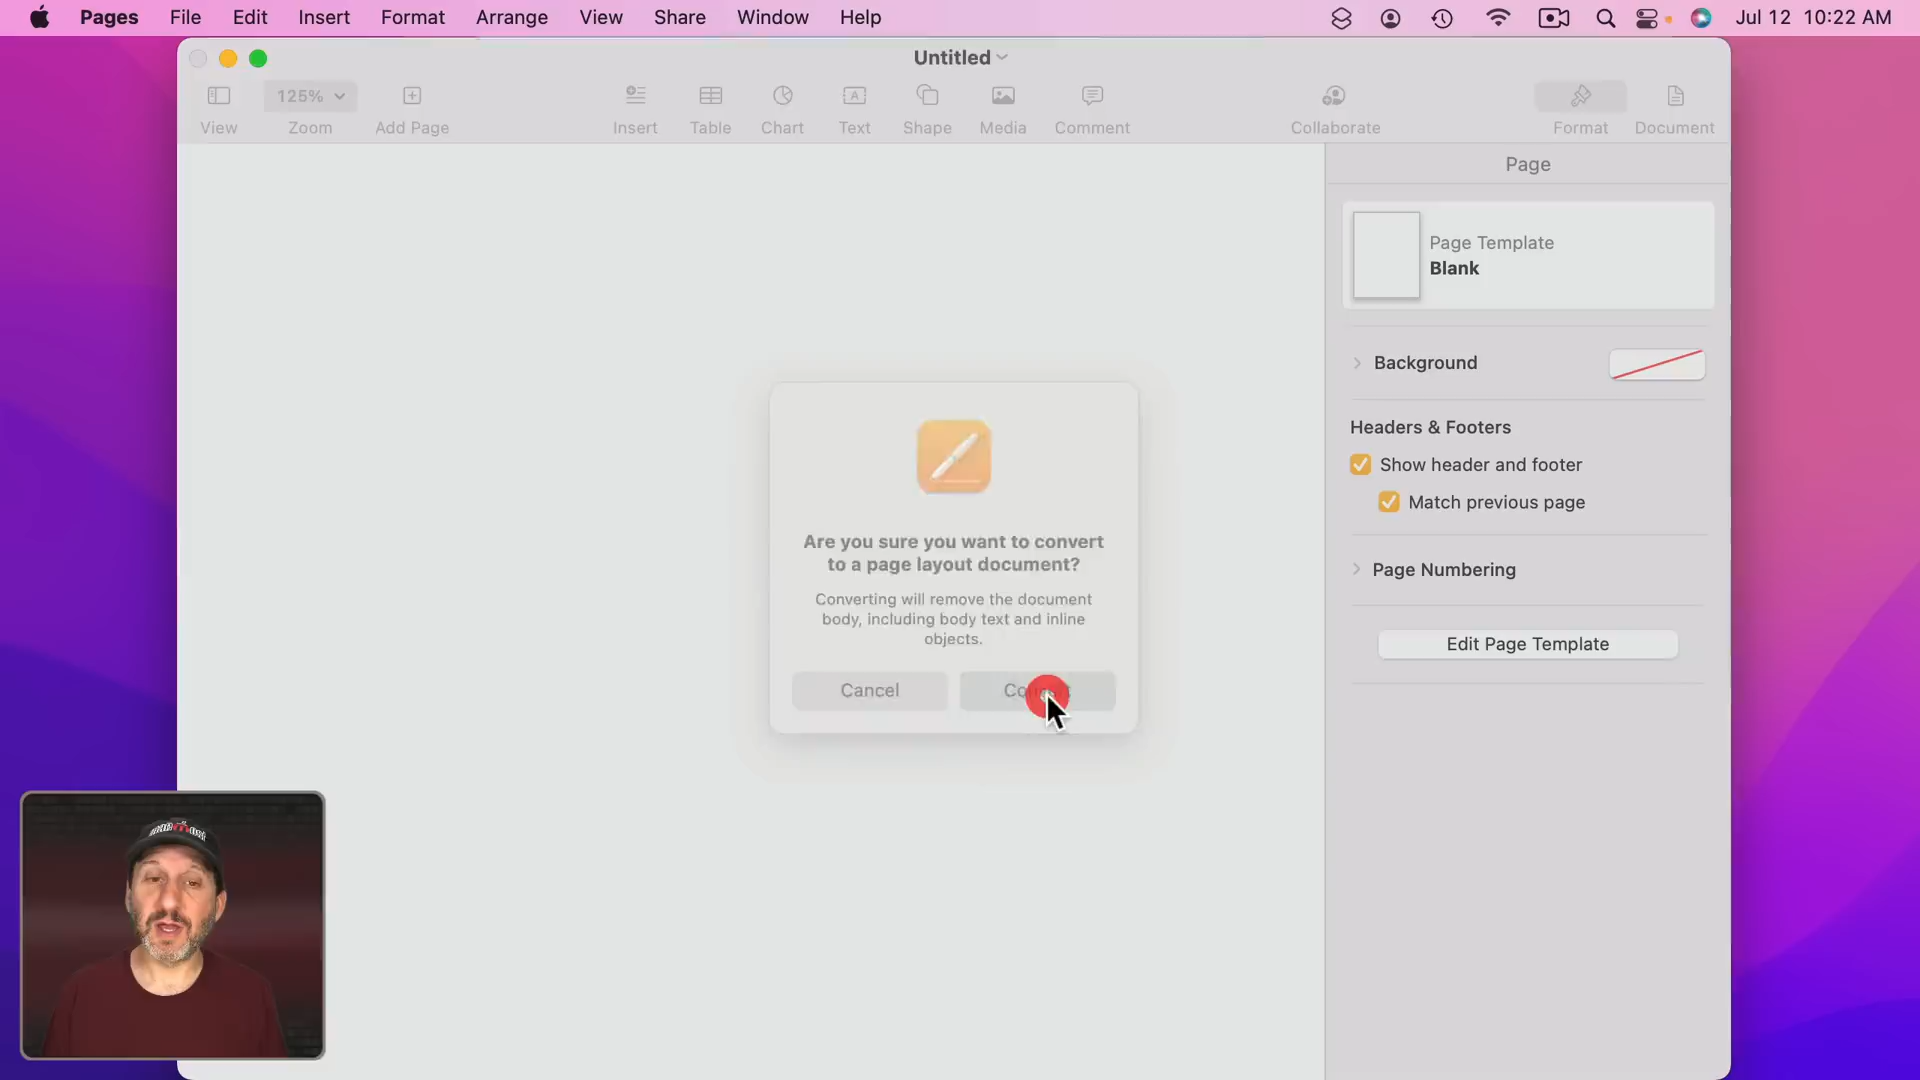 Pages File Edit Insert Format Arrange View Share Window Help Jul 12 10:22 AM
Untitled
125%
View Zoom Add Page Insert Table Chart Text Shape Media Comment Collaborate Format Document
Page
Page Template
Blank
Background
Headers & Footers
Show header and footer
Match previous page
Page Numbering
Edit Page Template
Are you sure you want to convert
to a page layout document?
Converting will remove the document
body, including body text and inline
objects.
Cancel